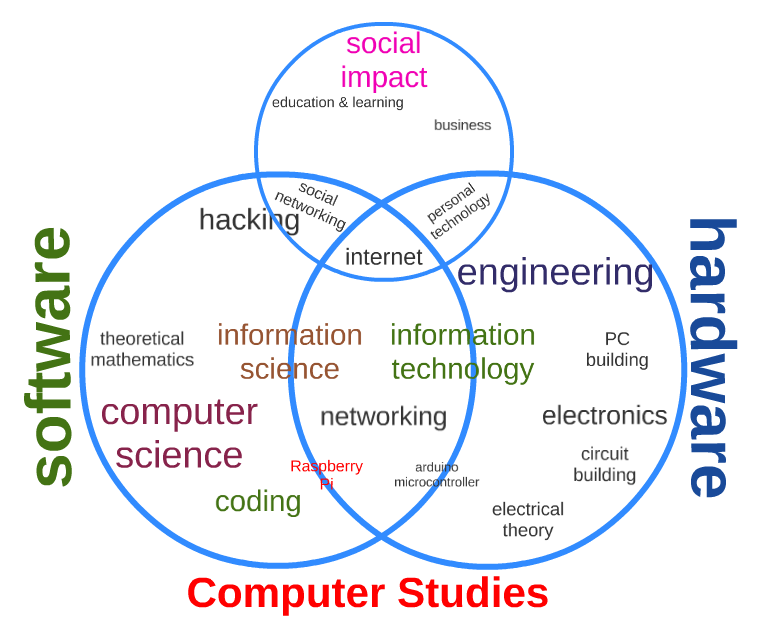 social
impact
education & learning
business
social
networking
personal
technology
hacking
internet
engineering
software
hardware
theoretical
mathematics
information
science
information
technology
PC
building
computer
science
networking
electronics
circuit
building
Raspberry
Pi
arduino
microcontroller
coding
electrical
theory
Computer Studies